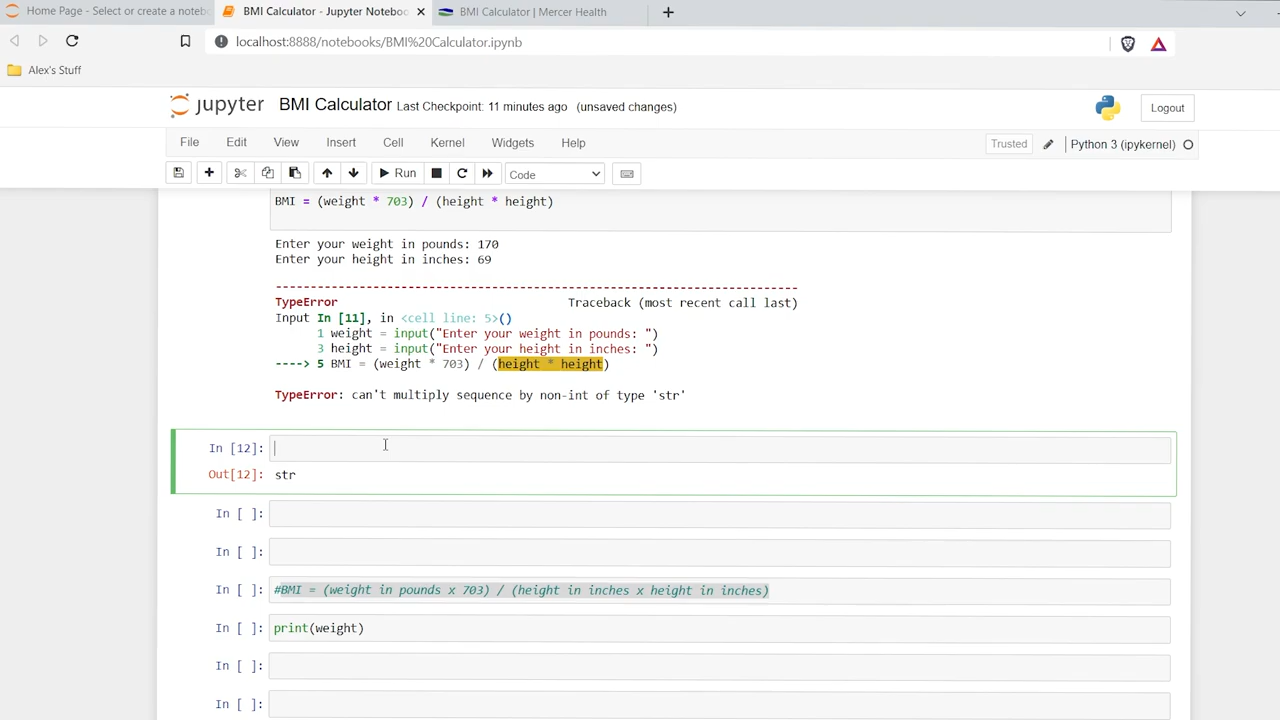 Home Page - Select or create a noteb
BMI Calculator - Jupyter Noteboo
BMI Calculator | Mercer Health
localhost:8888/notebooks/BMI%20Calculator.ipynb
Alex's Stuff
jupyter BMI Calculator Last Checkpoint: 11 minutes ago (unsaved changes)
Logout
File Edit View Insert Cell Kernel Widgets Help
Trusted Python 3 (ipykernel)
Run Code
BMI = (weight * 703) / (height * height)
Enter your weight in pounds: 170
Enter your height in inches: 69
---------------------------------------------------------------------------
TypeError Traceback (most recent call last)
Input In [11], in <cell line: 5>()
1 weight = input("Enter your weight in pounds: ")
3 height = input("Enter your height in inches: ")
----> 5 BMI = (weight * 703) / (height * height)
TypeError: can't multiply sequence by non-int of type 'str'
In [12]:
Out[12]: str
In [ ]:
In [ ]:
In [ ]: #BMI = (weight in pounds x 703) / (height in inches x height in inches)
In [ ]: print(weight)
In [ ]:
In [ ]: